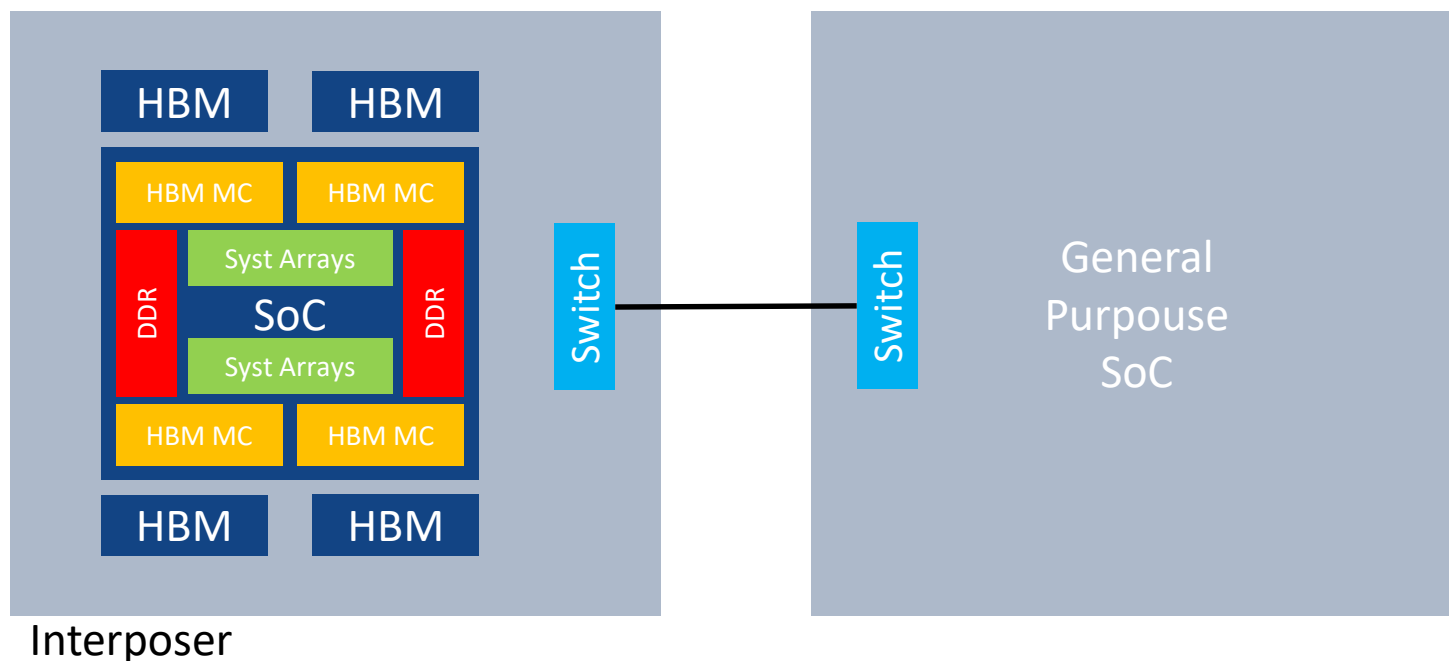 HBM
HBM
HBM MC
HBM MC
Syst Arrays
DDR
SoC
DDR
Syst Arrays
HBM MC
HBM MC
HBM
HBM
Switch
Switch
General
Purpouse
SoC
Interposer